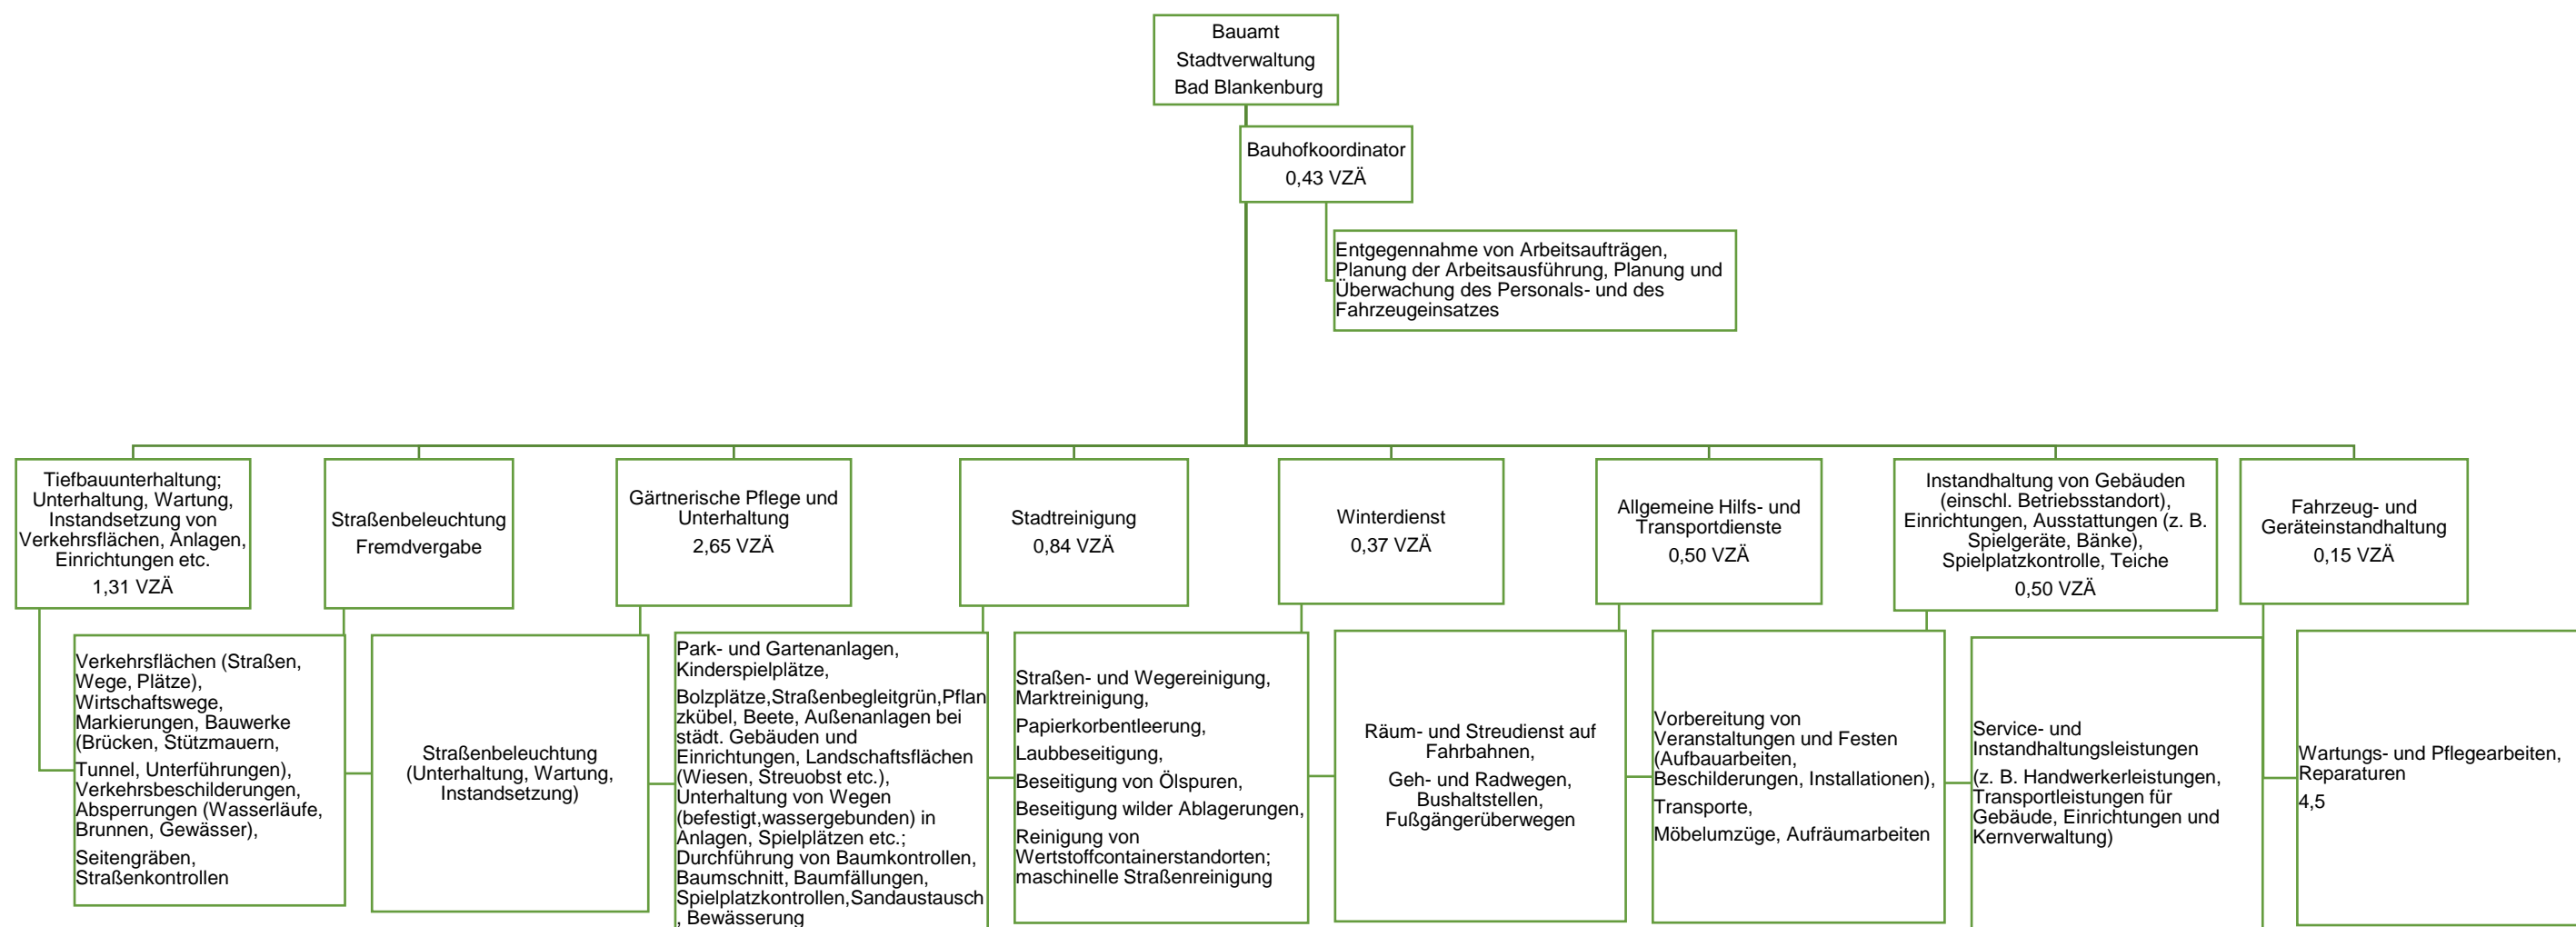 Bauamt
Stadtverwaltung
Bad Blankenburg
Bauhofkoordinator
0,43 VZÄ
Entgegennahme von Arbeitsaufträgen,
Planung der Arbeitsausführung, Planung und
Überwachung des Personals- und des
Fahrzeugeinsatzes
Tiefbauunterhaltung;
Unterhaltung, Wartung,
Instandsetzung von
Verkehrsflächen, Anlagen,
Einrichtungen etc.
1,31 VZÄ
Straßenbeleuchtung
Fremdvergabe
Gärtnerische Pflege und
Unterhaltung
2,65 VZÄ
Stadtreinigung
0,84 VZÄ
Winterdienst
0,37 VZÄ
Allgemeine Hilfs- und
Transportdienste
0,50 VZÄ
Instandhaltung von Gebäuden
(einschl. Betriebsstandort),
Einrichtungen, Ausstattungen (z. B.
Spielgeräte, Bänke),
Spielplatzkontrolle, Teiche
0,50 VZÄ
Fahrzeug- und
Geräteinstandhaltung
0,15 VZÄ
Verkehrsflächen (Straßen,
Wege, Plätze),
Wirtschaftswege,
Markierungen, Bauwerke
(Brücken, Stützmauern,
Tunnel, Unterführungen),
Verkehrsbeschilderungen,
Absperrungen (Wasserläufe,
Brunnen, Gewässer),
Seitengräben,
Straßenkontrollen
Straßenbeleuchtung
(Unterhaltung, Wartung,
Instandsetzung)
Park- und Gartenanlagen,
Kinderspielplätze,
Bolzplätze,Straßenbegleitgrün,Pflan
zkübel, Beete, Außenanlagen bei
städt. Gebäuden und
Einrichtungen, Landschaftsflächen
(Wiesen, Streuobst etc.),
Unterhaltung von Wegen
(befestigt,wassergebunden) in
Anlagen, Spielplätzen etc.;
Durchführung von Baumkontrollen,
Baumschnitt, Baumfällungen,
Spielplatzkontrollen,Sandaustausch
, Bewässerung
Straßen- und Wegereinigung,
Marktreinigung,
Papierkorbentleerung,
Laubbeseitigung,
Beseitigung von Ölspuren,
Beseitigung wilder Ablagerungen,
Reinigung von
Wertstoffcontainerstandorten;
maschinelle Straßenreinigung
Räum- und Streudienst auf
Fahrbahnen,
Geh- und Radwegen,
Bushaltstellen,
Fußgängerüberwegen
Vorbereitung von
Veranstaltungen und Festen
(Aufbauarbeiten,
Beschilderungen, Installationen),
Transporte,
Möbelumzüge, Aufräumarbeiten
Service- und
Instandhaltungsleistungen
(z. B. Handwerkerleistungen,
Transportleistungen für
Gebäude, Einrichtungen und
Kernverwaltung)
Wartungs- und Pflegearbeiten,
Reparaturen
4,5